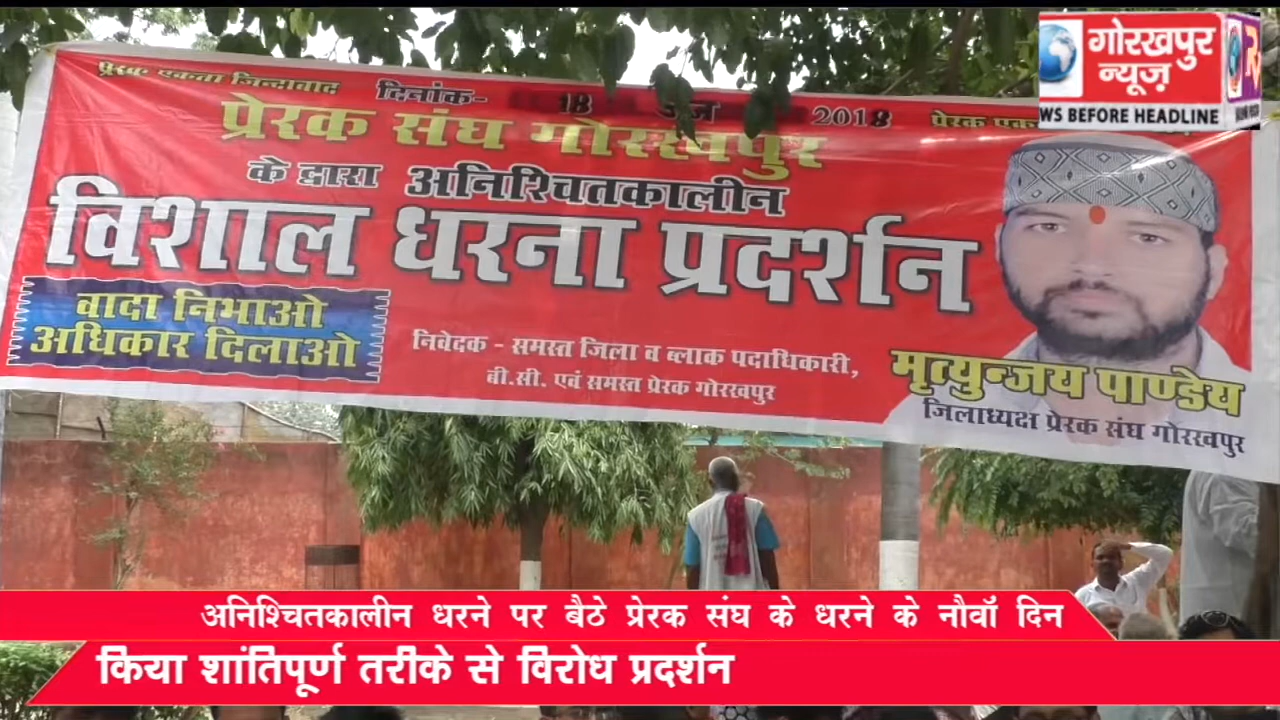 प्रेरक एकता जिन्दाबाद
दिनांक- 18 2018
प्रेरक
प्रेरक संघ गोरखपुर
के द्वारा अनिश्चितकालीन
विशाल धरना प्रदर्शन
वादा निभाओ
अधिकार दिलाओ
निवेदक - समस्त जिला व ब्लाक पदाधिकारी,
बी.सी. एवं समस्त प्रेरक गोरखपुर
मृत्युन्जय पाण्डेय
जिलाध्यक्ष प्रेरक संघ गोरखपुर
गोरखपुर
न्यूज़
WS BEFORE HEADLINE
अनिश्चितकालीन धरने पर बैठे प्रेरक संघ के धरने के नौवॉ दिन
किया शांतिपूर्ण तरीके से विरोध प्रदर्शन